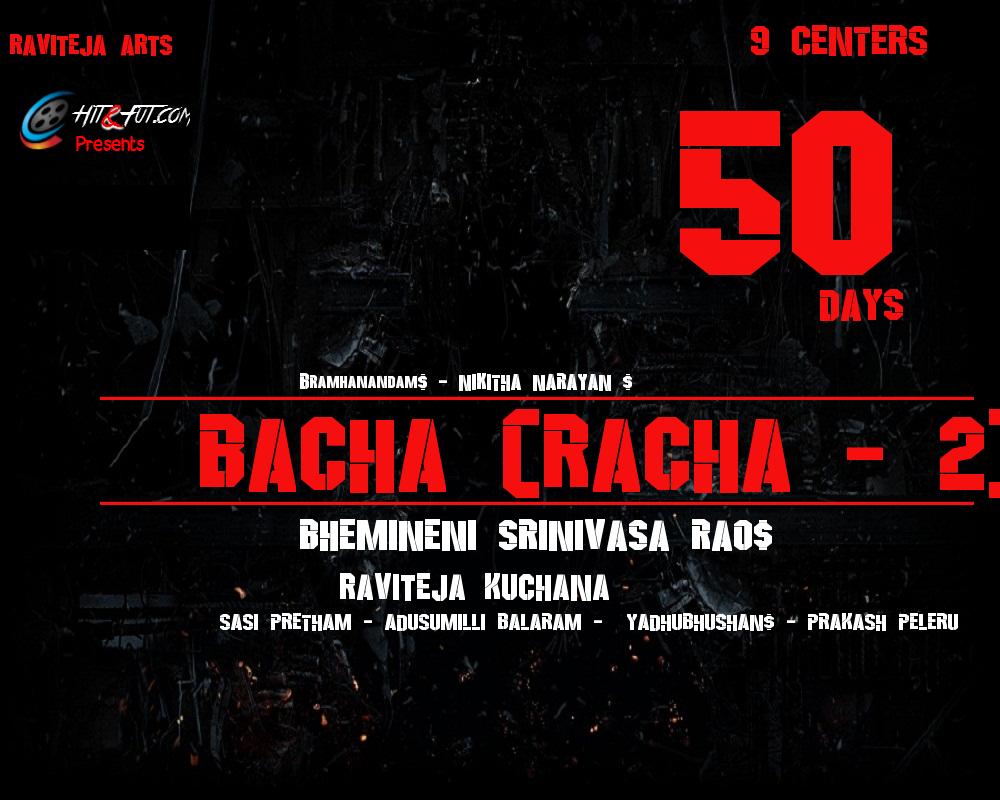 RAVITEJA ARTS
9 CENTERS
HIT&FUT.COM
Presents
50
DAYS
BRAMHANANDAM$ - NIKITHA NARAYAN $
BACHA (RACHA - 2)
BHEMINENI SRINIVASA RAO$
RAVITEJA KUCHANA
SASI PRETHAM - ADUSUMILLI BALARAM - YADHUBHUSHAN$ - PRAKASH PELERU